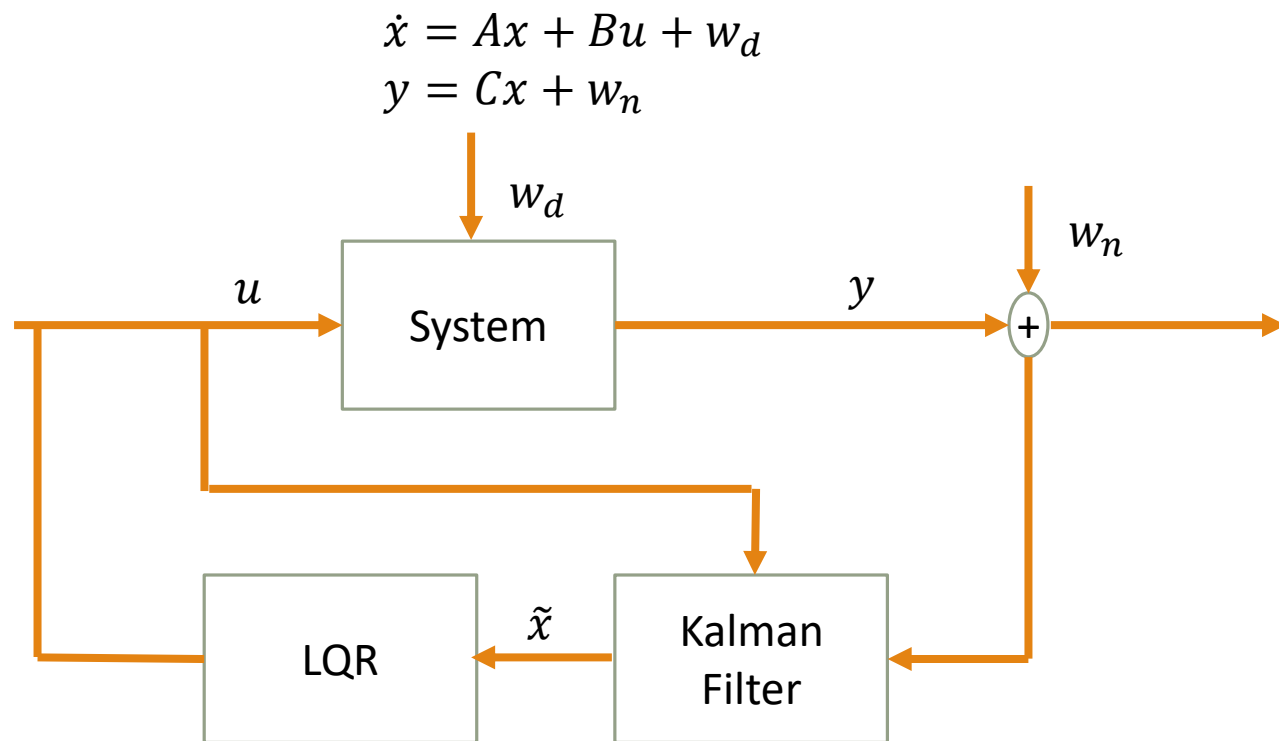 ẋ = Ax + Bu + w_d
y = Cx + w_n
w_d
w_n
u
y
System
+
x̃
Kalman
Filter
LQR